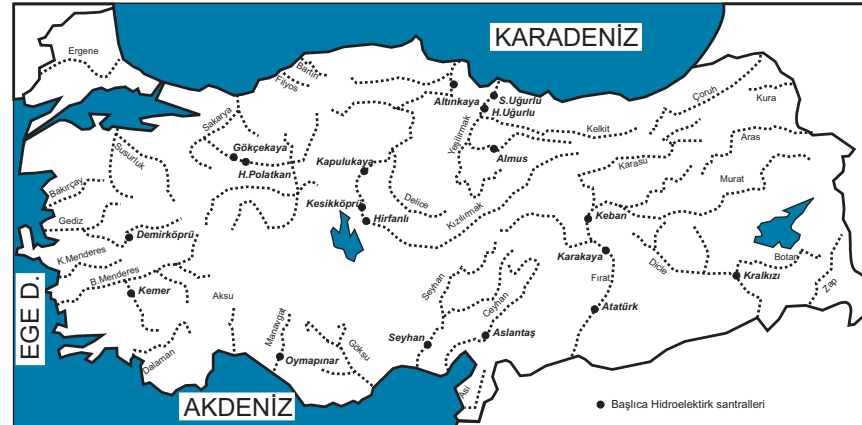 KARADENİZ
Ergene
Bartın
Filyos
Altınkaya
S.Uğurlu
H.Uğurlu
Çoruh
Kura
Sakarya
Yeşilırmak
Kelkit
Aras
Gökçekaya
H.Polatkan
Kapulukaya
Almus
Karasu
Susurluk
Murat
Bakırçay
Delice
Kesikköprü
Hirfanlı
Kızılırmak
Keban
Gediz
Demirköprü
K.Menderes
Karakaya
Botan
Dicle
Kralkızı
Zap
B.Menderes
Kemer
Aksu
Seyhan
Ceyhan
Fırat
Atatürk
EGE D.
Manavgat
Göksu
Oymapınar
Seyhan
Aslantaş
Dalaman
Asi
AKDENİZ
Başlıca Hidroelektirk santralleri